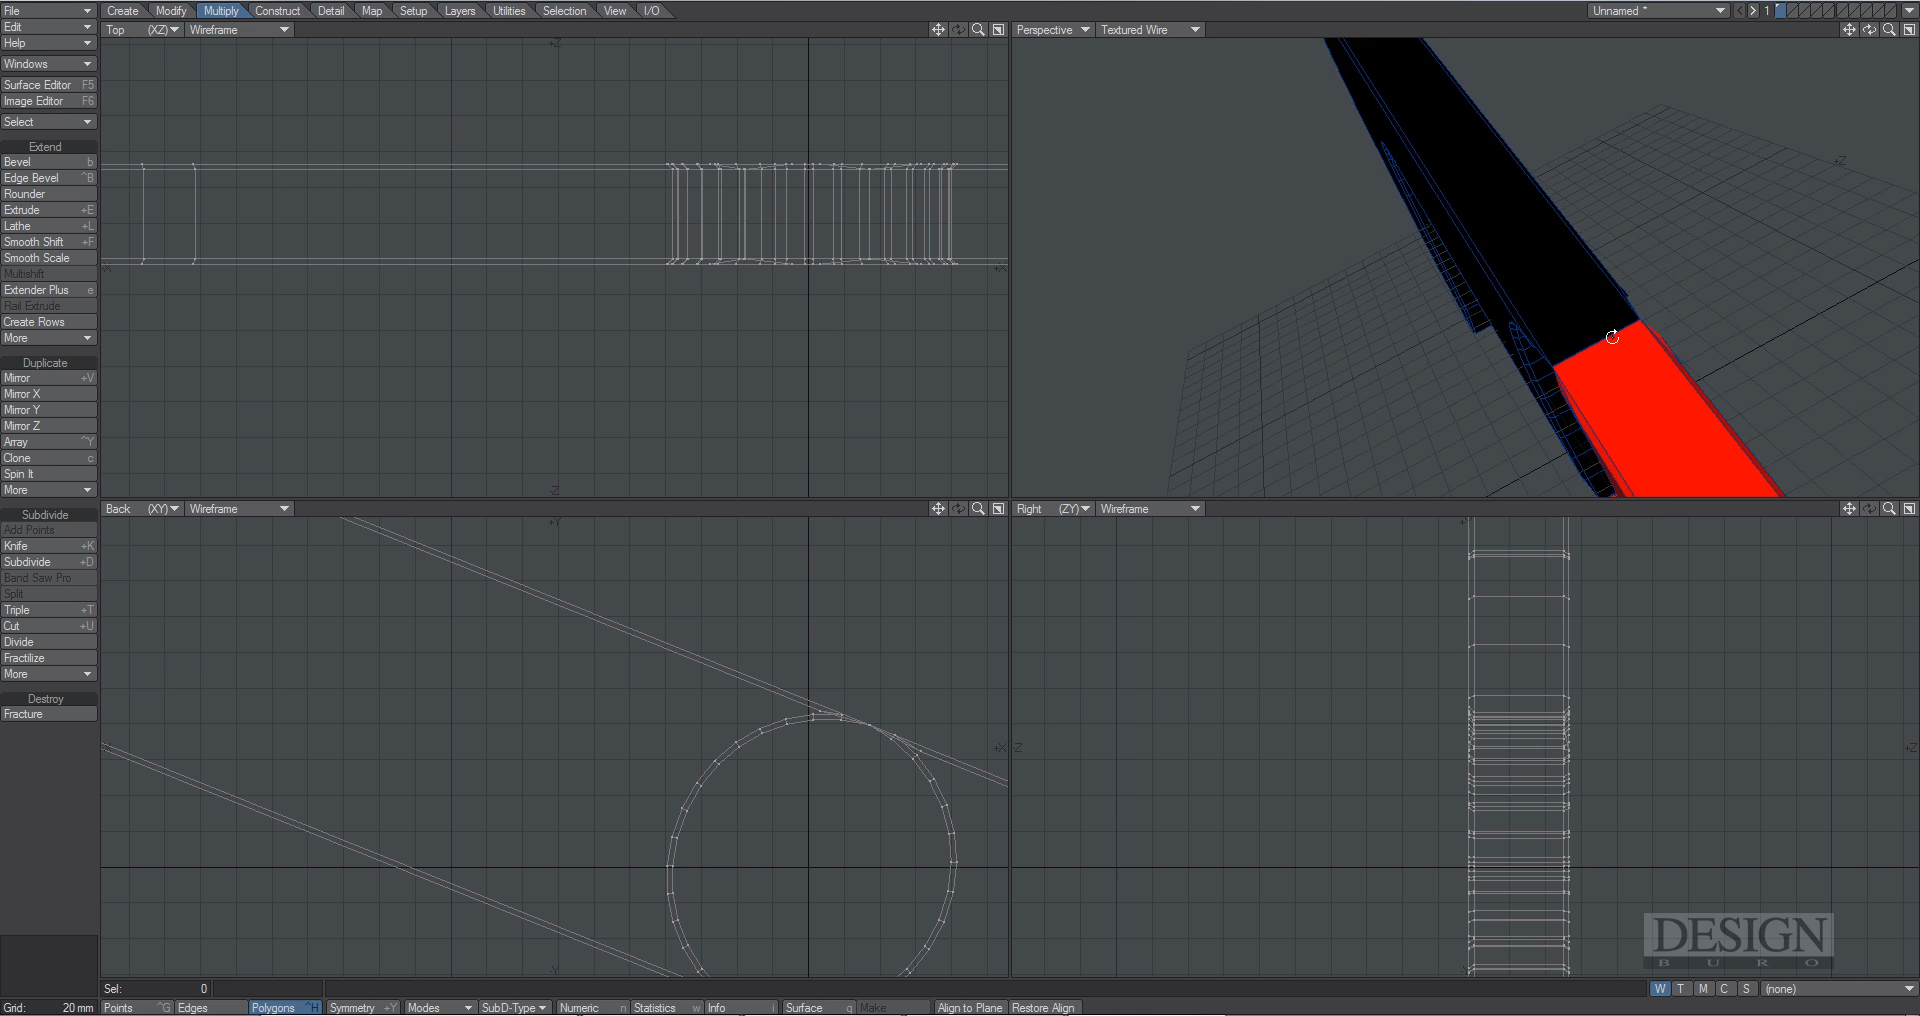 File Create Modify Multiply Construct Detail Map Setup Layers Utilities Selection View I/O Unnamed * < > 1
Edit Top (XZ) Wireframe Perspective Textured Wire
Help
Windows
Surface Editor F5
Image Editor F6
Select
Extend
Bevel b
Edge Bevel ^B
Rounder
Extrude +E
Lathe +L
Smooth Shift +F
Smooth Scale
Multishift
Extender Plus e
Rail Extrude
Create Rows
More
Duplicate
Mirror +V
Mirror X
Mirror Y
Mirror Z
Array ^Y
Clone c
Spin It
More
Back (XY) Wireframe Right (ZY) Wireframe
Subdivide
Add Points
Knife +K
Subdivide +D
Band Saw Pro
Split
Triple +T
Cut +U
Divide
Fractilize
More
Destroy
Fracture
+Z
-X
+X
-Z
+Z
+Y
+X
-Y
-Z
+Z
DESIGN
BURO
Sel: 0 W T M C S (none)
Grid: 20 mm Points ^G Edges Polygons ^H Symmetry +Y Modes SubD-Type Numeric n Statistics w Info i Surface q Make Align to Plane Restore Align